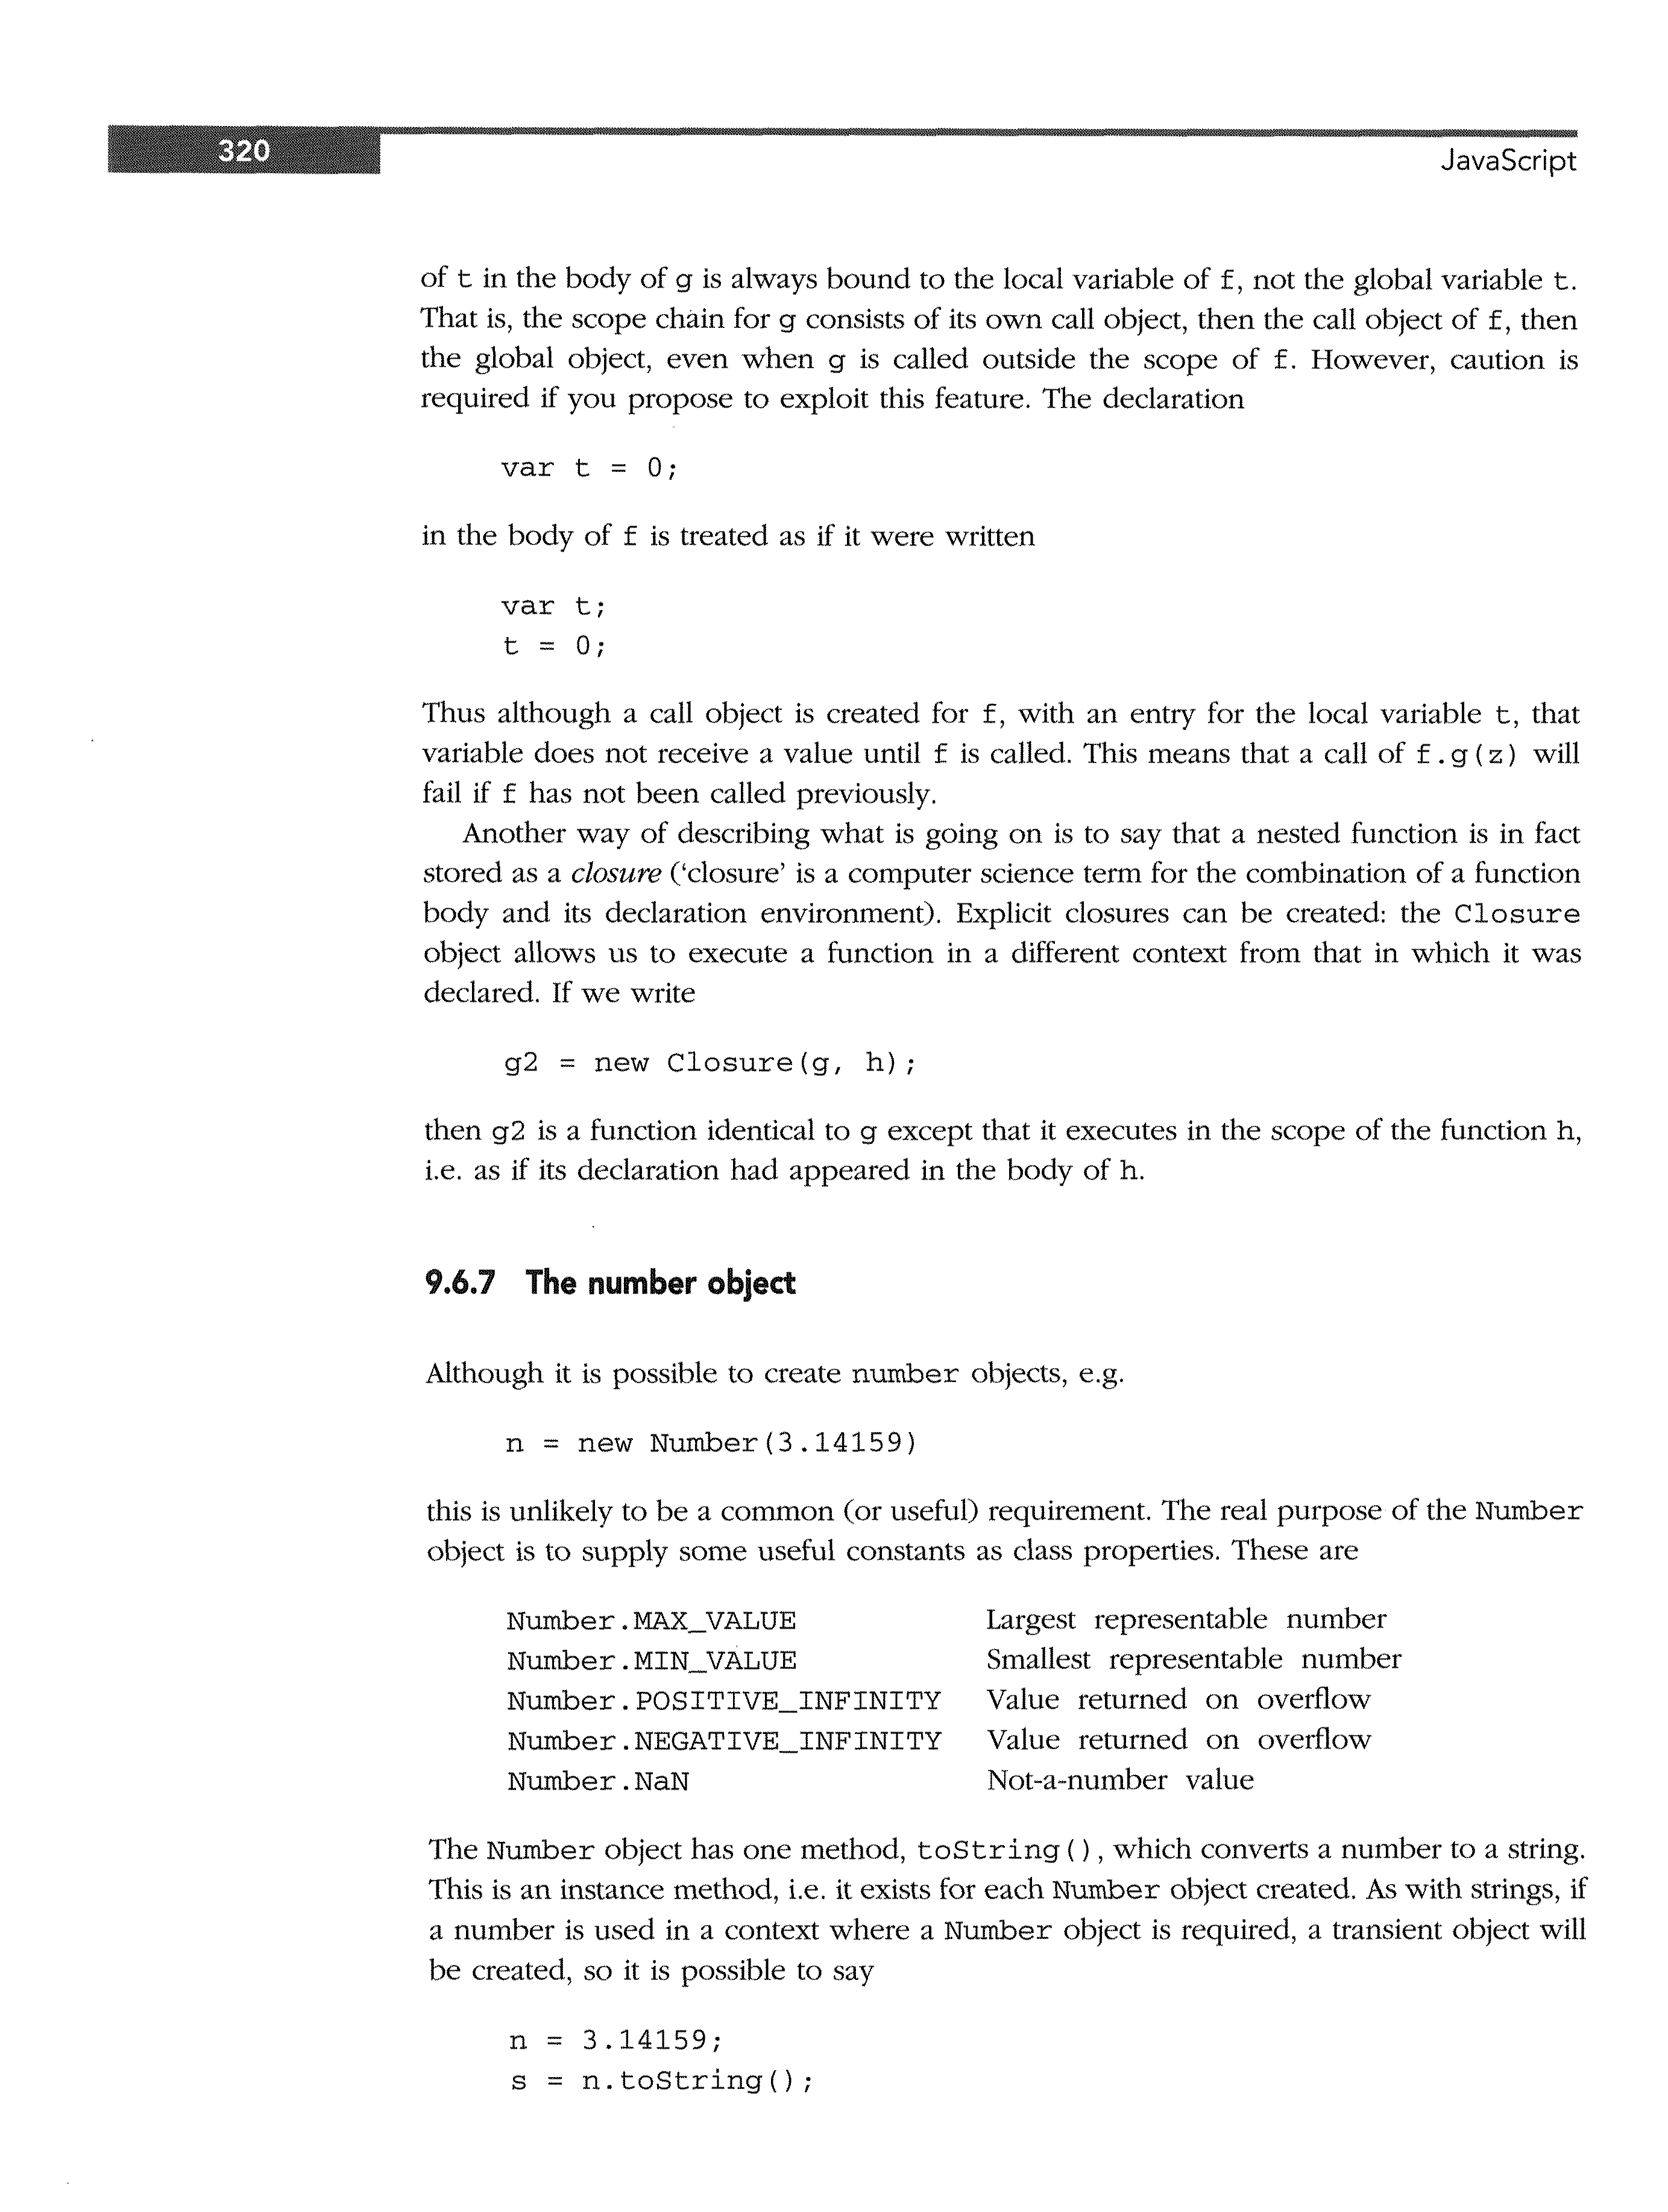 320
JavaScript
of t in the body of g is always bound to the local variable of f, not the global variable t.
That is, the scope chain for g consists of its own call object, then the call object of f, then
the global object, even when g is called outside the scope of f. However, caution is
required if you propose to exploit this feature. The declaration
var t = 0;
in the body of f is treated as if it were written
var t;
t = 0;
Thus although a call object is created for f, with an entry for the local variable t, that
variable does not receive a value until f is called. This means that a call of f.g(z) will
fail if f has not been called previously.
Another way of describing what is going on is to say that a nested function is in fact
stored as a closure ('closure' is a computer science term for the combination of a function
body and its declaration environment). Explicit closures can be created: the Closure
object allows us to execute a function in a different context from that in which it was
declared. If we write
g2 = new Closure(g, h);
then g2 is a function identical to g except that it executes in the scope of the function h,
i.e. as if its declaration had appeared in the body of h.
9.6.7 The number object
Although it is possible to create number objects, e.g.
n = new Number(3.14159)
this is unlikely to be a common (or useful) requirement. The real purpose of the Number
object is to supply some useful constants as class properties. These are
Number.MAX_VALUE Largest representable number
Number.MIN_VALUE Smallest representable number
Number.POSITIVE_INFINITY Value returned on overflow
Number.NEGATIVE_INFINITY Value returned on overflow
Number.NaN Not-a-number value
The Number object has one method, toString(), which converts a number to a string.
This is an instance method, i.e. it exists for each Number object created. As with strings, if
a number is used in a context where a Number object is required, a transient object will
be created, so it is possible to say
n = 3.14159;
s = n.toString();